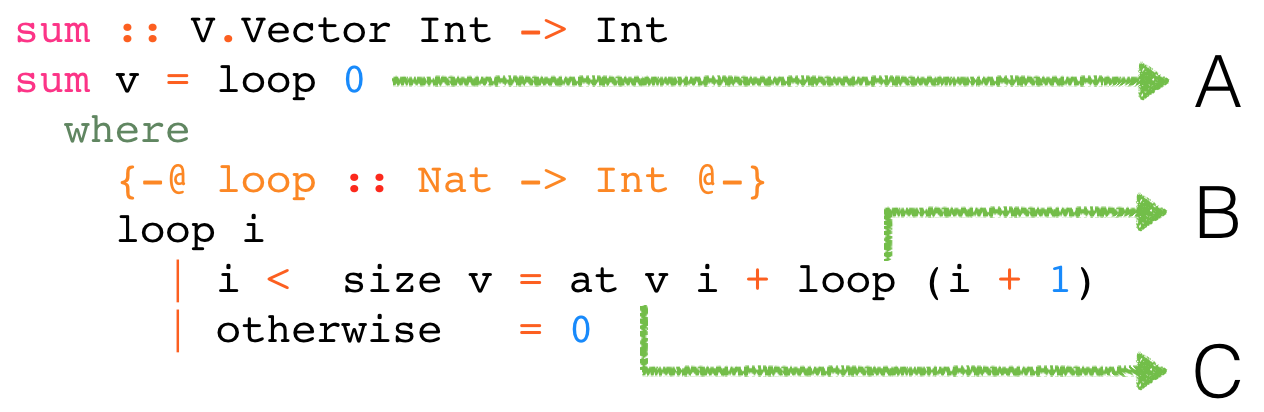 sum :: V.Vector Int -> Int
sum v = loop 0
A
where
{-@ loop :: Nat -> Int @-}
B
loop i
| i <  size v = at v i + loop (i + 1)
| otherwise   = 0
C